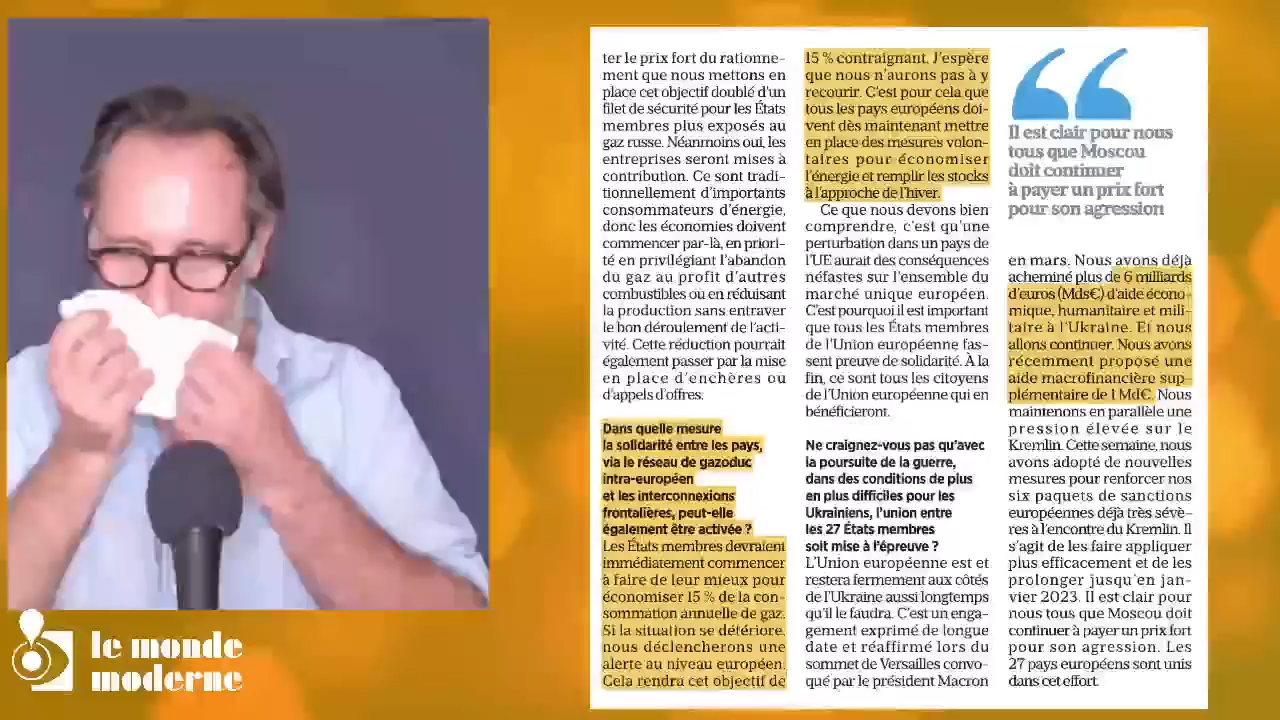 ter le prix fort du rationne-
ment que nous mettons en
place cet objectif doublé d'un
filet de sécurité pour les États
membres plus exposés au
gaz russe. Néanmoins oui, les
entreprises seront mises à
contribution. Ce sont tradi-
tionnellement d'importants
consommateurs d'énergie,
donc les économies doivent
commencer par-là, en priori-
té en privilégiant l'abandon
du gaz au profit d'autres
combustibles ou en réduisant
la production sans entraver
le bon déroulement de l'acti-
vité. Cette réduction pourrait
également passer par la mise
en place d'enchères ou
d'appels d'offres.
Dans quelle mesure
la solidarité entre les pays,
via le réseau de gazoduc
intra-européen
et les interconnexions
frontalières, peut-elle
également être activée ?
Les États membres devraient
immédiatement commencer
à faire de leur mieux pour
économiser 15 % de la con-
sommation annuelle de gaz.
Si la situation se détériore,
nous déclencherons une
alerte au niveau européen.
Cela rendra cet objectif de
15 % contraignant. J'espère
que nous n'aurons pas à y
recourir. C'est pour cela que
tous les pays européens doi-
vent dès maintenant mettre
en place des mesures volon-
taires pour économiser
l'énergie et remplir les stocks
à l'approche de l'hiver.
Ce que nous devons bien
comprendre, c'est qu'une
perturbation dans un pays de
l'UE aurait des conséquences
néfastes sur l'ensemble du
marché unique européen.
C'est pourquoi il est important
que tous les États membres
de l'Union européenne fas-
sent preuve de solidarité. À la
fin, ce sont tous les citoyens
de l'Union européenne qui en
bénéficieront.
Ne craignez-vous pas qu'avec
la poursuite de la guerre,
dans des conditions de plus
en plus difficiles pour les
Ukrainiens, l'union entre
les 27 États membres
soit mise à l'épreuve ?
L'Union européenne est et
restera fermement aux côtés
de l'Ukraine aussi longtemps
qu'il le faudra. C'est un enga-
gement exprimé de longue
date et réaffirmé lors du
sommet de Versailles convo-
qué par le président Macron
Il est clair pour nous
tous que Moscou
doit continuer
à payer un prix fort
pour son agression
en mars. Nous avons déjà
acheminé plus de 6 milliards
d'euros (Mds€) d'aide écono-
mique, humanitaire et mili-
taire à l'Ukraine. Et nous
allons continuer. Nous avons
récemment proposé une
aide macrofinancière sup-
plémentaire de 1 Md€. Nous
maintenons en parallèle une
pression élevée sur le
Kremlin. Cette semaine, nous
avons adopté de nouvelles
mesures pour renforcer nos
six paquets de sanctions
européennes déjà très sévè-
res à l'encontre du Kremlin. Il
s'agit de les faire appliquer
plus efficacement et de les
prolonger jusqu'en jan-
vier 2023. Il est clair pour
nous tous que Moscou doit
continuer à payer un prix fort
pour son agression. Les
27 pays européens sont unis
dans cet effort.
le monde
moderne